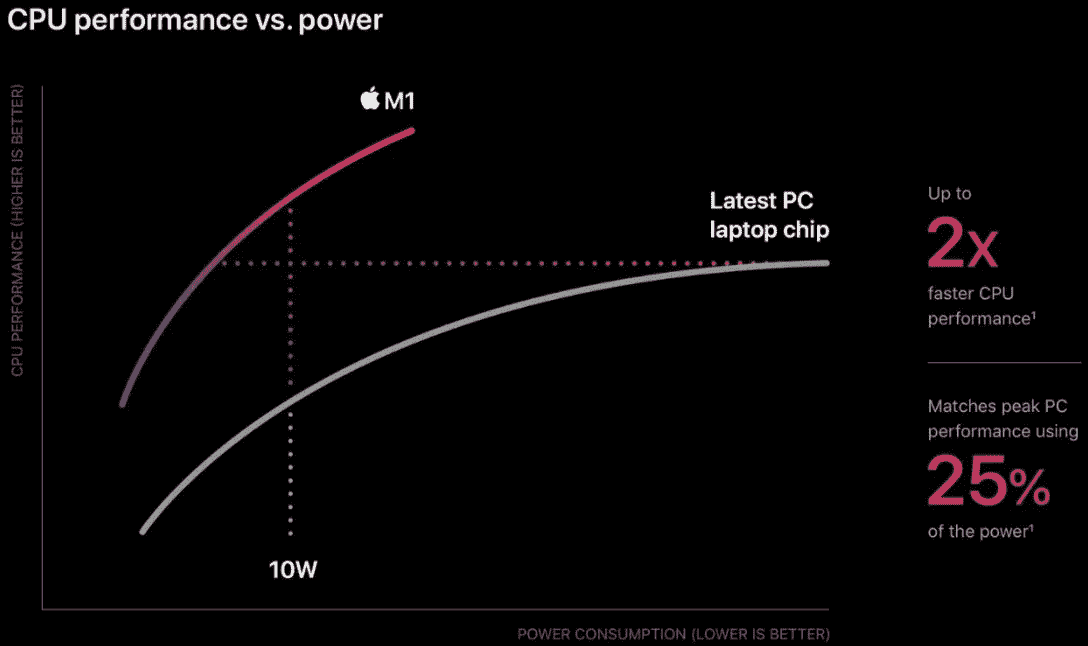 CPU performance vs. power
CPU PERFORMANCE (HIGHER IS BETTER)
M1
Latest PC
laptop chip
10W
POWER CONSUMPTION (LOWER IS BETTER)
Up to
2x
faster CPU
performance¹
Matches peak PC
performance using
25%
of the power¹